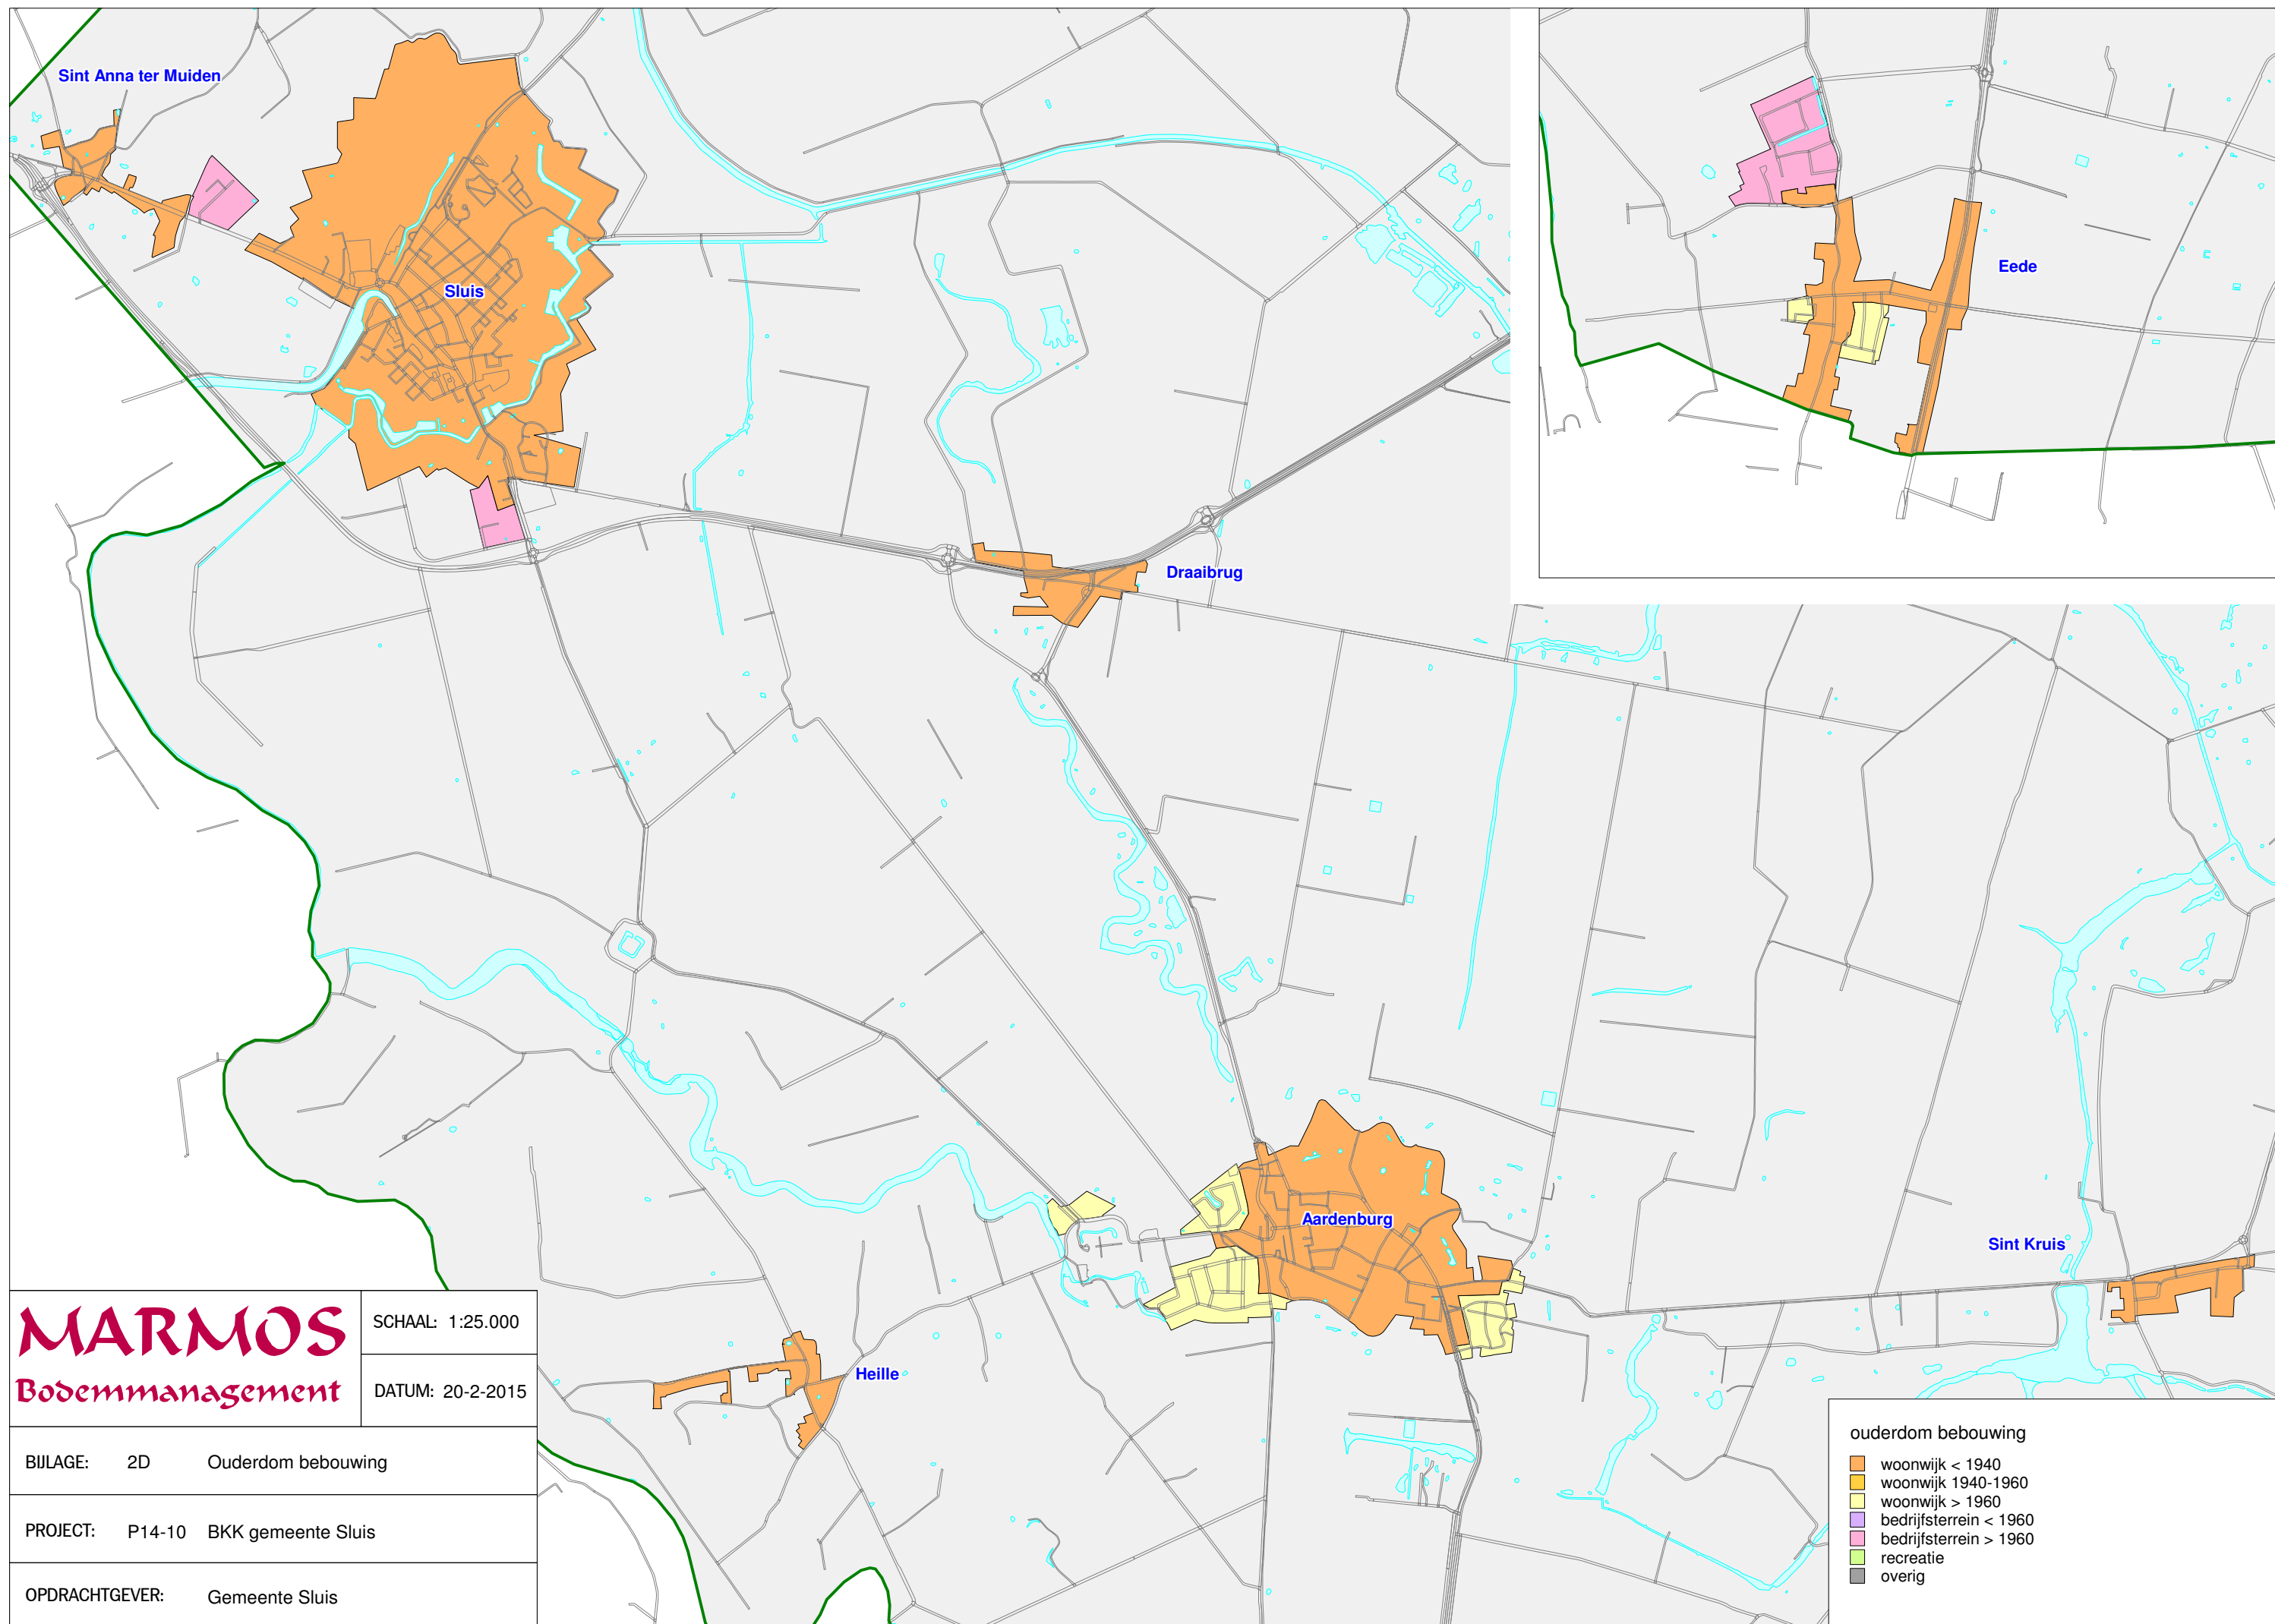 Sint Anna ter Muiden
Sluis
Eede
Draaibrug
Aardenburg
Sint Kruis
Heille
MARMOS
Bodemmanagement
SCHAAL: 1:25.000
DATUM: 20-2-2015
BIJLAGE: 2D Ouderdom bebouwing
PROJECT: P14-10 BKK gemeente Sluis
OPDRACHTGEVER: Gemeente Sluis
ouderdom bebouwing
woonwijk < 1940
woonwijk 1940-1960
woonwijk > 1960
bedrijfsterrein < 1960
bedrijfsterrein > 1960
recreatie
overig